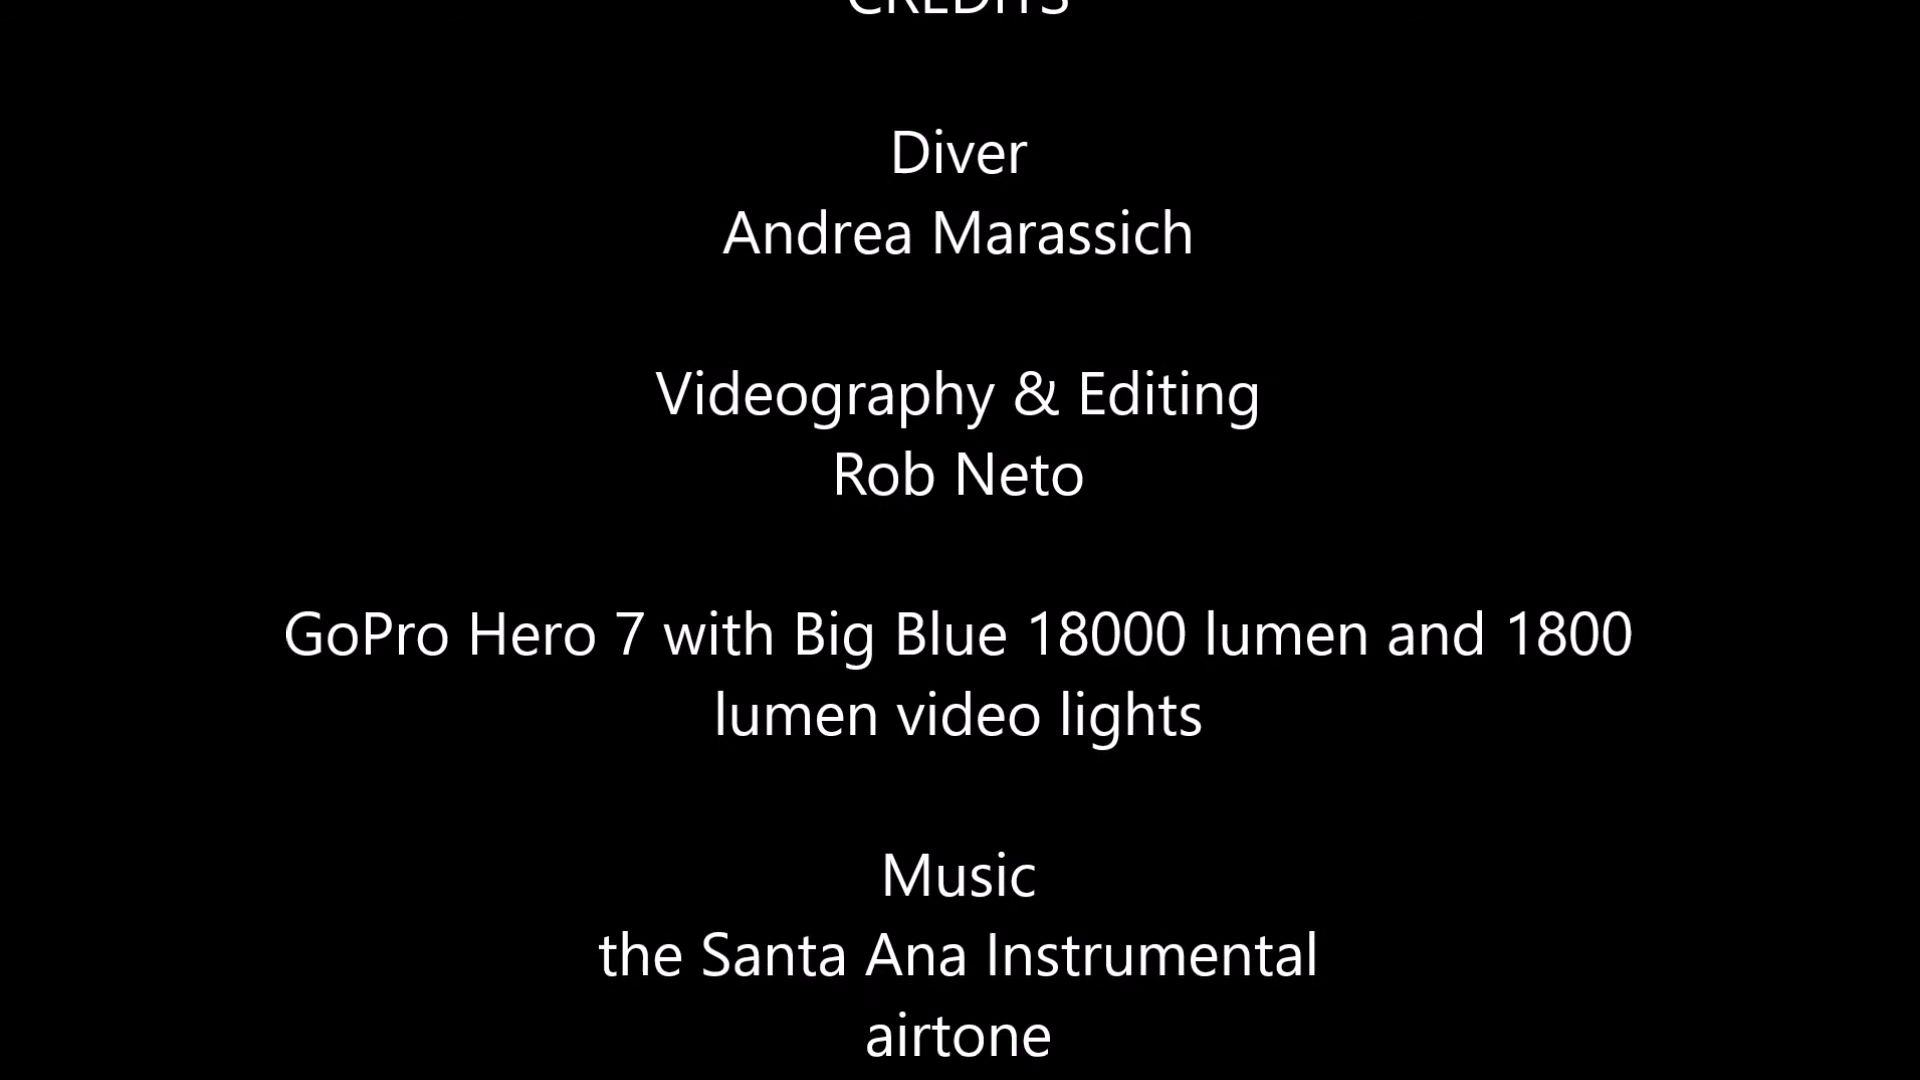 CREDITS
Diver
Andrea Marassich
Videography & Editing
Rob Neto
GoPro Hero 7 with Big Blue 18000 lumen and 1800
lumen video lights
Music
the Santa Ana Instrumental
airtone